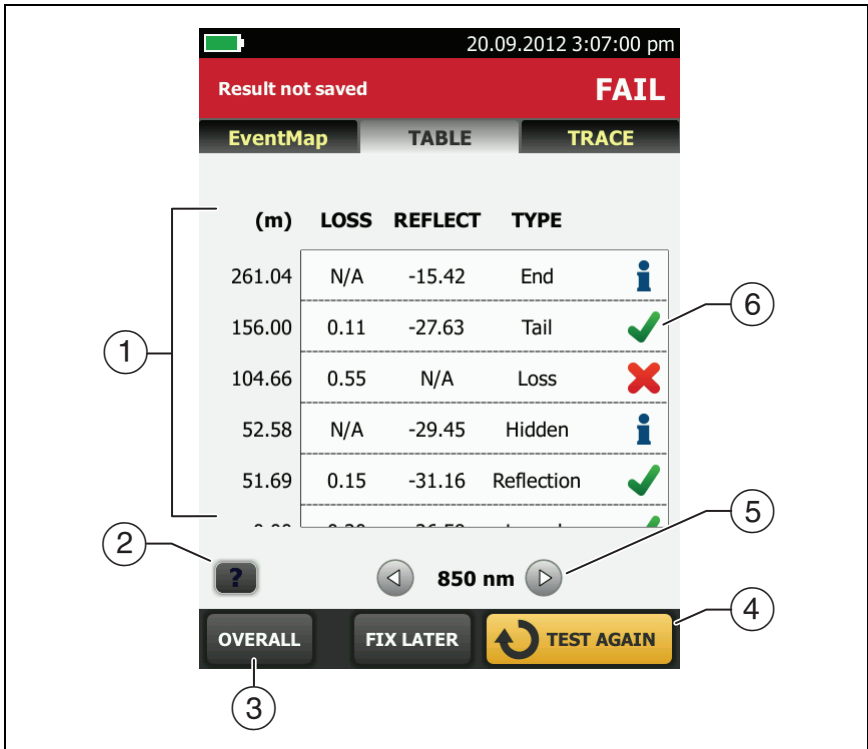 20.09.2012 3:07:00 pm
Result not saved FAIL
EventMap TABLE TRACE
(m) LOSS REFLECT TYPE
261.04 N/A -15.42 End
156.00 0.11 -27.63 Tail
104.66 0.55 N/A Loss
52.58 N/A -29.45 Hidden
51.69 0.15 -31.16 Reflection
? 850 nm
OVERALL FIX LATER TEST AGAIN
1
2
3
4
5
6